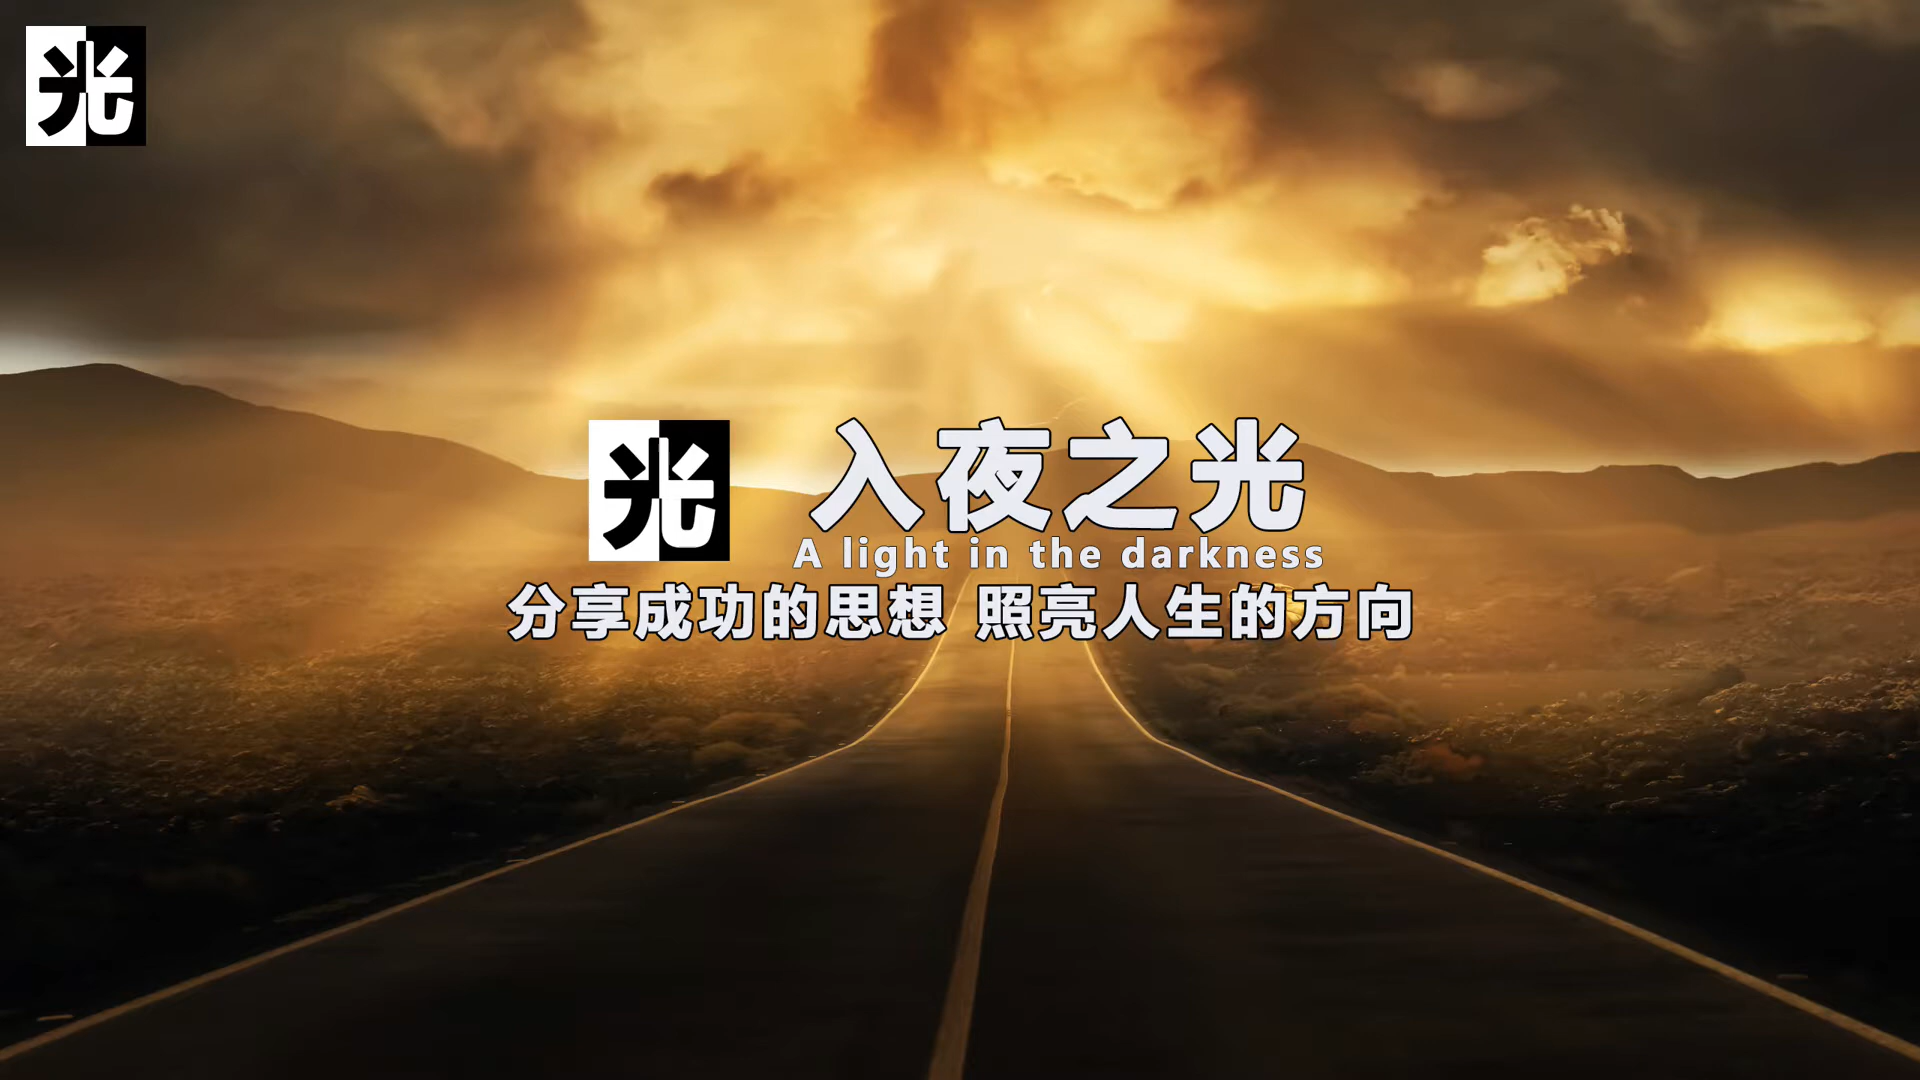 光
光
入夜之光
A light in the darkness
分享成功的思想 照亮人生的方向